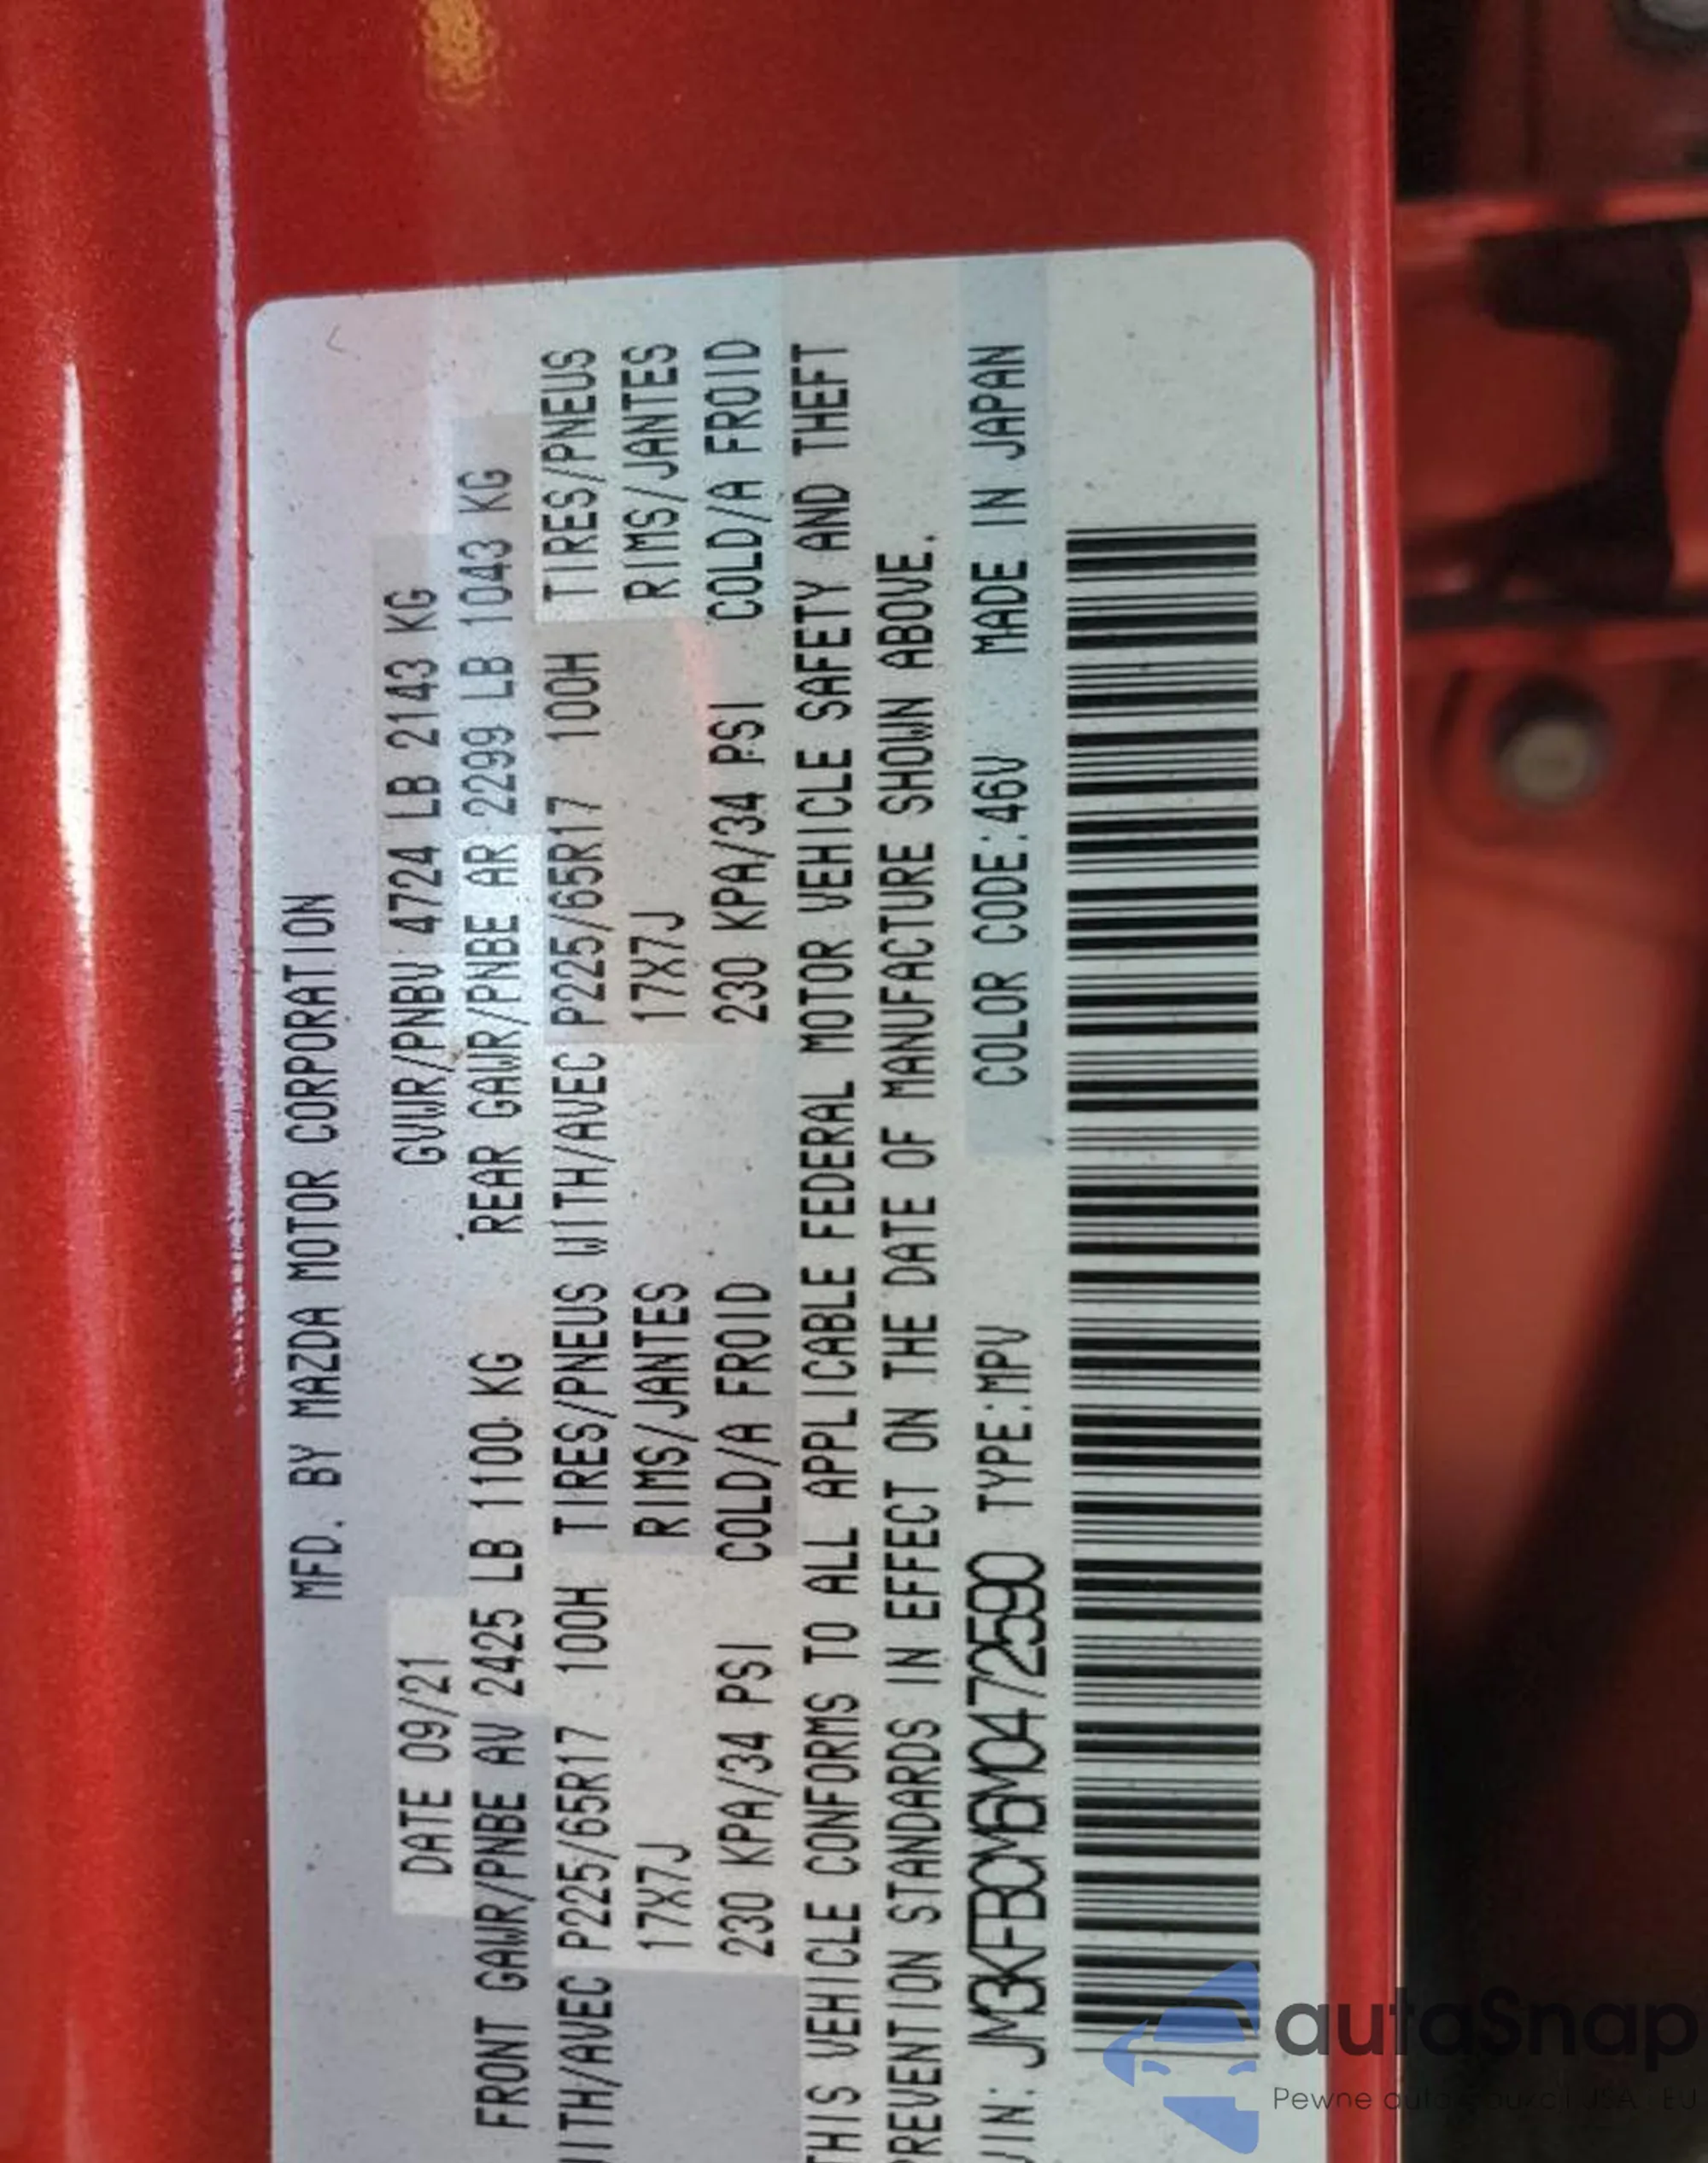 MFD. BY MAZDA MOTOR CORPORATION
DATE 09/21 GVWR/PNBV 4724 LB 2143 KG
FRONT GAWR/PNBE AV 2425 LB 1100 KG REAR GAWR/PNBE AR 2299 LB 1043 KG
WITH/AVEC P225/65R17 100H TIRES/PNEUS WITH/AVEC P225/65R17 100H TIRES/PNEUS
17X7J RIMS/JANTES 17X7J RIMS/JANTES
230 KPA/34 PSI COLD/A FROID 230 KPA/34 PSI COLD/A FROID
THIS VEHICLE CONFORMS TO ALL APPLICABLE FEDERAL MOTOR VEHICLE SAFETY AND THEFT
PREVENTION STANDARDS IN EFFECT ON THE DATE OF MANUFACTURE SHOWN ABOVE.
VIN: JM3KFBCM6M0472590 TYPE:MPV COLOR CODE:46V MADE IN JAPAN
autaSnap
Pewne auta z aukcji USA i EU